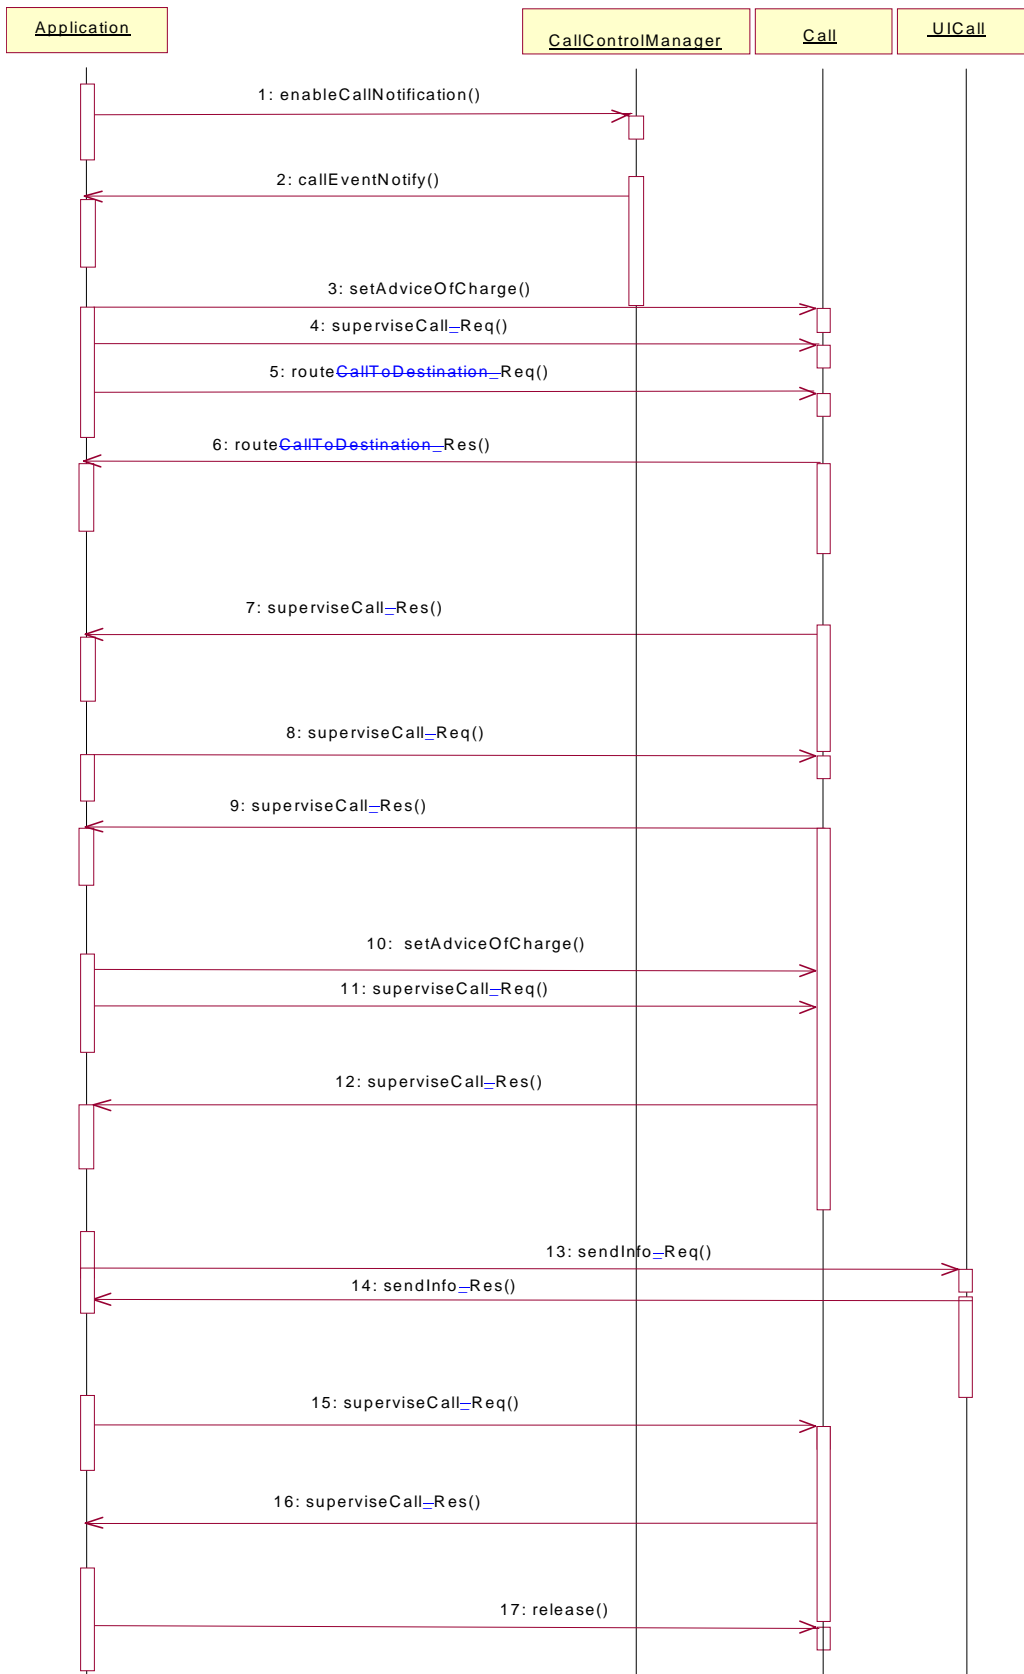 Application
CallControlManager
Call
UICall
1: enableCallNotification()
2: callEventNotify()
3: setAdviceOfCharge()
4: superviseCall_Req()
5: routeCallToDestination_Req()
6: routeCallToDestination_Res()
7: superviseCall_Res()
8: superviseCall_Req()
9: superviseCall_Res()
10: setAdviceOfCharge()
11: superviseCall_Req()
12: superviseCall_Res()
13: sendInfo_Req()
14: sendInfo_Res()
15: superviseCall_Req()
16: superviseCall_Res()
17: release()